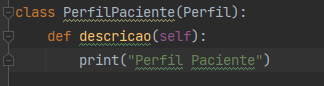 class PerfilPaciente(Perfil):
    def descricao(self):
        print("Perfil Paciente")